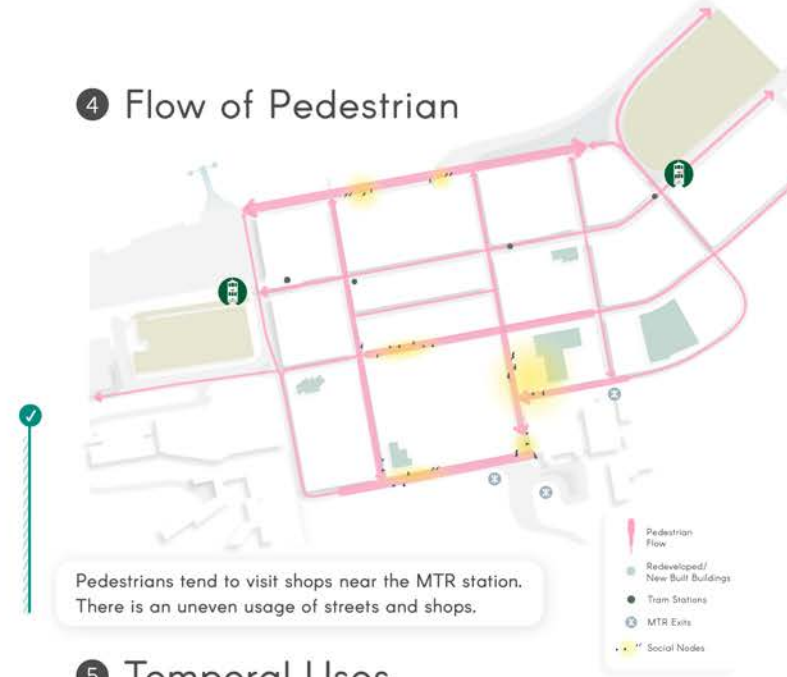 4 Flow of Pedestrian
Pedestrians tend to visit shops near the MTR station.
There is an uneven usage of streets and shops.
Pedestrian
Flow
Redeveloped/
New Built Buildings
Tram Stations
MTR Exits
Social Nodes
5 Temporal Uses